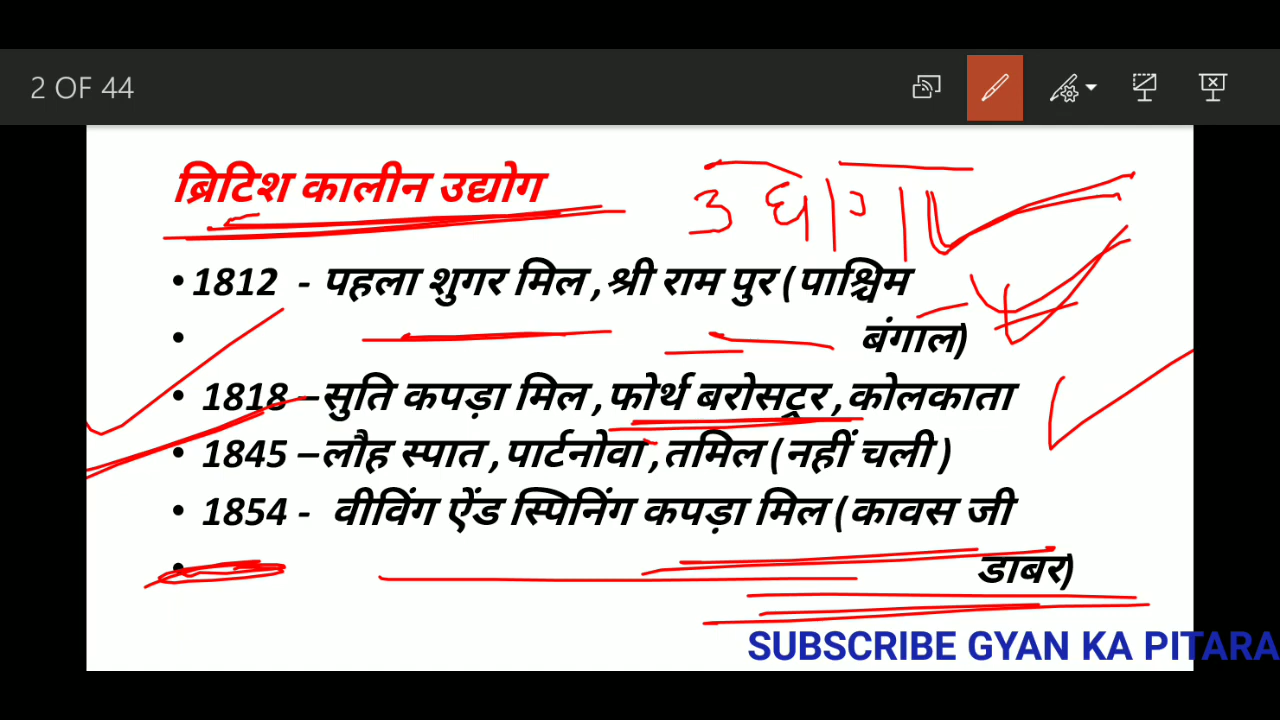 2 OF 44
ब्रिटिश कालीन उद्योग
• 1812 - पहला शुगर मिल , श्री राम पुर ( पाश्चिम
• बंगाल)
• 1818 –सुति कपड़ा मिल , फोर्थ बरोसट्रर , कोलकाता
• 1845 –लौह स्पात , पार्टनोवा , तमिल ( नहीं चली )
• 1854 - वीविंग ऐंड स्पिनिंग कपड़ा मिल ( कावस जी
• डाबर)
SUBSCRIBE GYAN KA PITARA